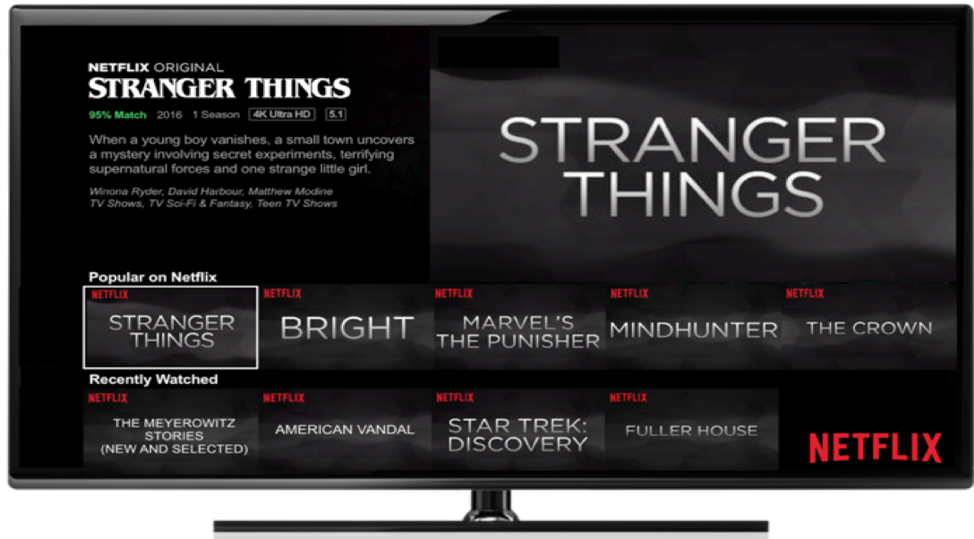 NETFLIX ORIGINAL
STRANGER THINGS
95% Match 2016 1 Season 4K Ultra HD 5.1
When a young boy vanishes, a small town uncovers
a mystery involving secret experiments, terrifying
supernatural forces and one strange little girl.
Winona Ryder, David Harbour, Matthew Modine
TV Shows, TV Sci-Fi & Fantasy, Teen TV Shows
STRANGER
THINGS
Popular on Netflix
NETFLIX
STRANGER
THINGS
NETFLIX
BRIGHT
NETFLIX
MARVEL'S
THE PUNISHER
NETFLIX
MINDHUNTER
NETFLIX
THE CROWN
Recently Watched
NETFLIX
THE MEYEROWITZ
STORIES
(NEW AND SELECTED)
NETFLIX
AMERICAN VANDAL
NETFLIX
STAR TREK:
DISCOVERY
NETFLIX
FULLER HOUSE
NETFLIX